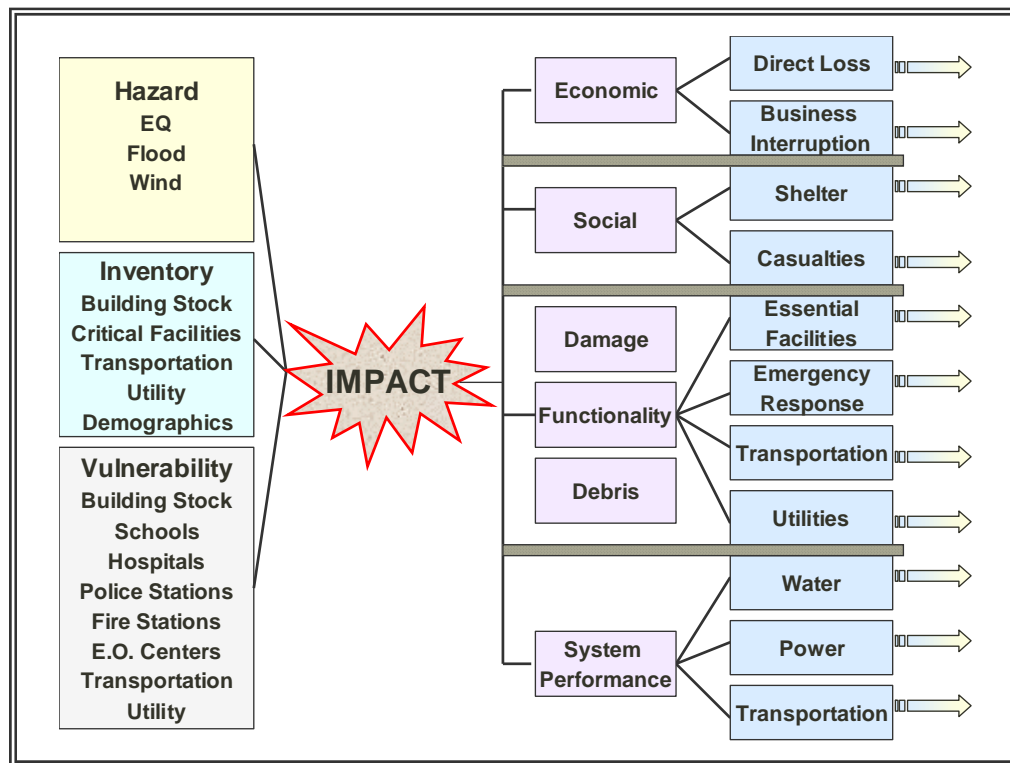 Hazard
EQ
Flood
Wind
Inventory
Building Stock
Critical Facilities
Transportation
Utility
Demographics
Vulnerability
Building Stock
Schools
Hospitals
Police Stations
Fire Stations
E.O. Centers
Transportation
Utility
IMPACT
Economic
Social
Damage
Functionality
Debris
System
Performance
Direct Loss
Business
Interruption
Shelter
Casualties
Essential
Facilities
Emergency
Response
Transportation
Utilities
Water
Power
Transportation